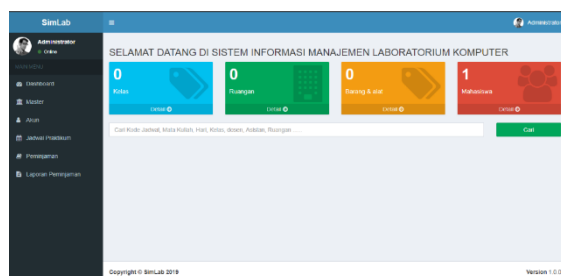 SimLab
Administrator
Administrator
Online
MAIN MENU
Dashboard
Master
Akun
Jadwal Praktikum
Peminjaman
Laporan Peminjaman
SELAMAT DATANG DI SISTEM INFORMASI MANAJEMEN LABORATORIUM KOMPUTER
0
Kelas
Detail
0
Ruangan
Detail
0
Barang & alat
Detail
1
Mahasiswa
Detail
Cari Kode Jadwal, Mata Kuliah, Hari, Kelas, dosen, Asisten, Ruangan ...
Cari
Copyright © SimLab 2019
Version 1.0.0